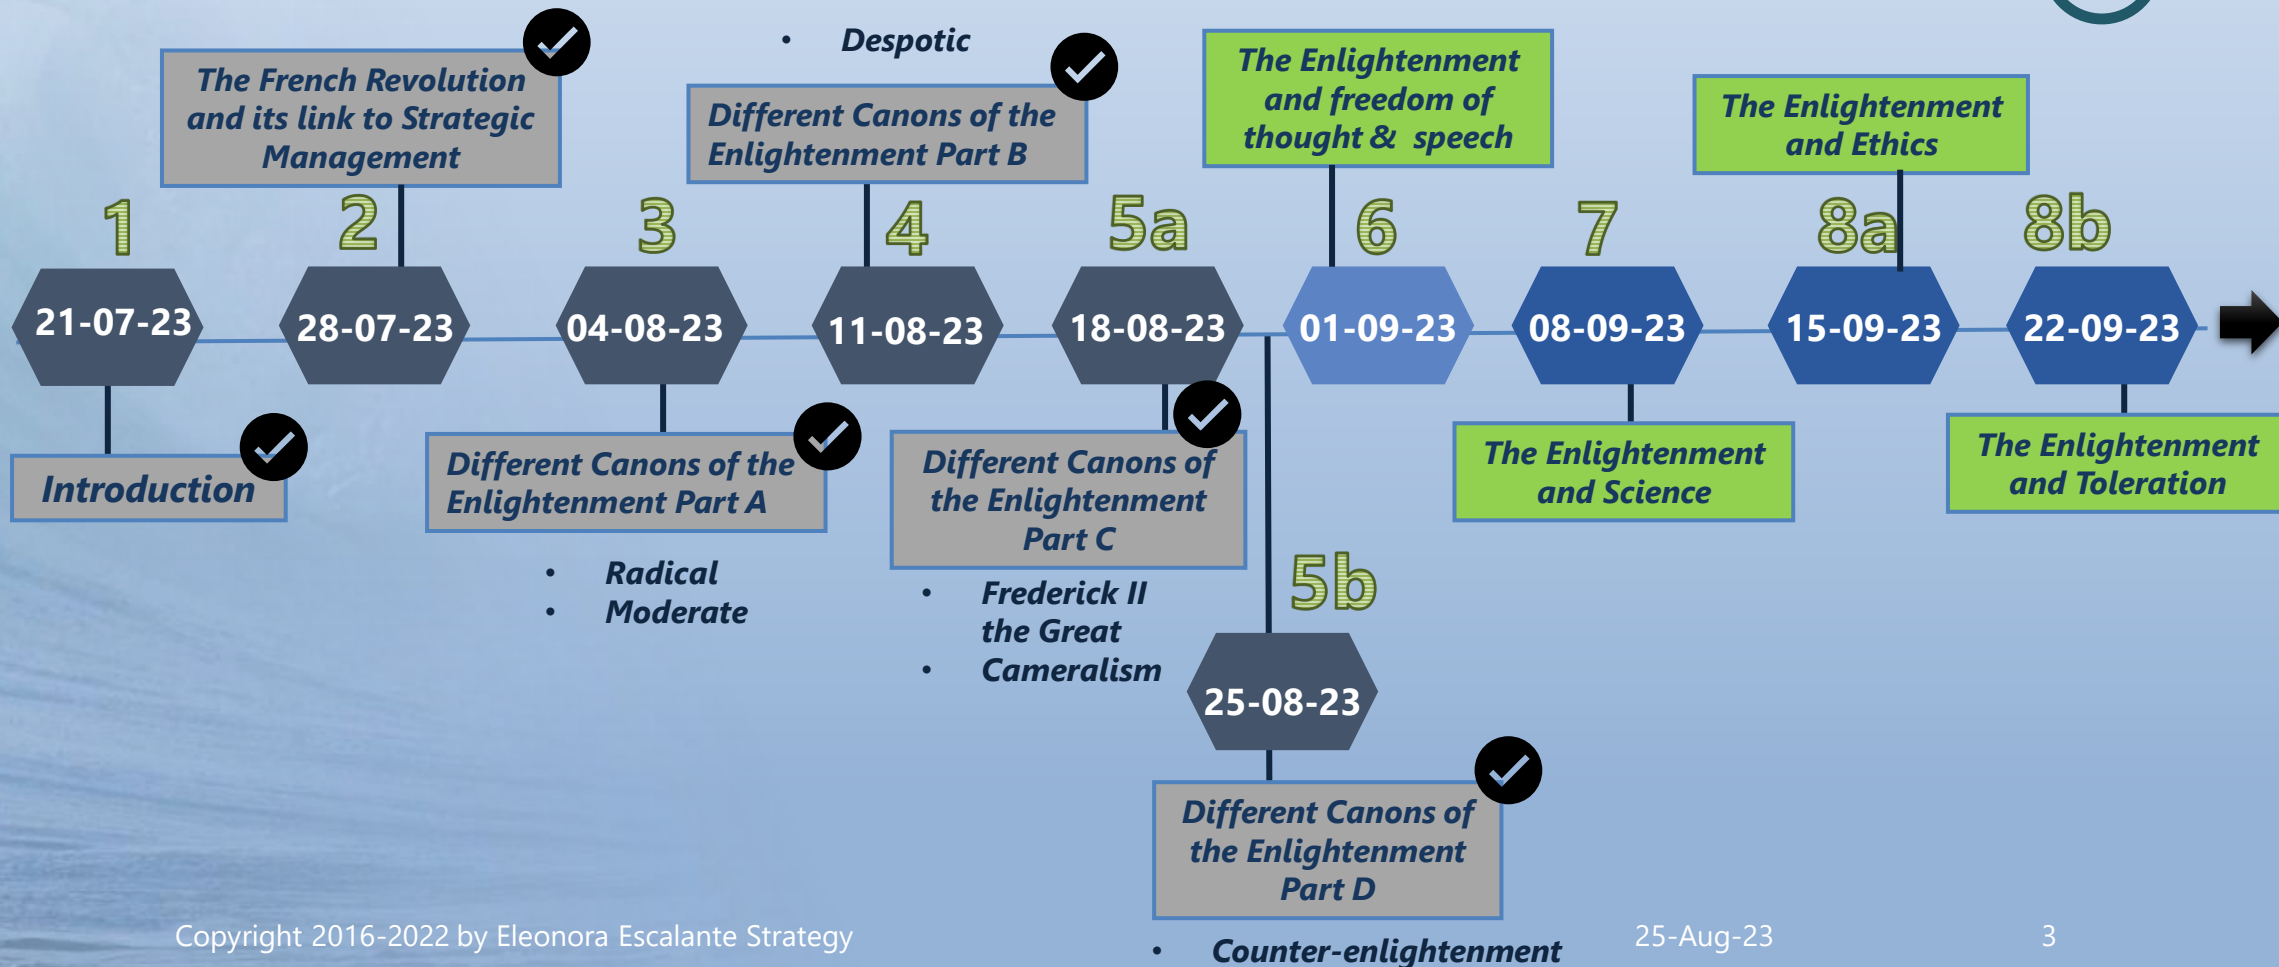 • Despotic
The French Revolution
and its link to Strategic
Management
Different Canons of the
Enlightenment Part B
The Enlightenment
and freedom of
thought & speech
The Enlightenment
and Ethics
1
2
3
4
5a
6
7
8a
8b
21-07-23
28-07-23
04-08-23
11-08-23
18-08-23
01-09-23
08-09-23
15-09-23
22-09-23
Introduction
Different Canons of the
Enlightenment Part A
• Radical
• Moderate
Different Canons of
the Enlightenment
Part C
• Frederick II
the Great
• Cameralism
The Enlightenment
and Science
The Enlightenment
and Toleration
5b
25-08-23
Different Canons of
the Enlightenment
Part D
• Counter-enlightenment
Copyright 2016-2022 by Eleonora Escalante Strategy
25-Aug-23
3